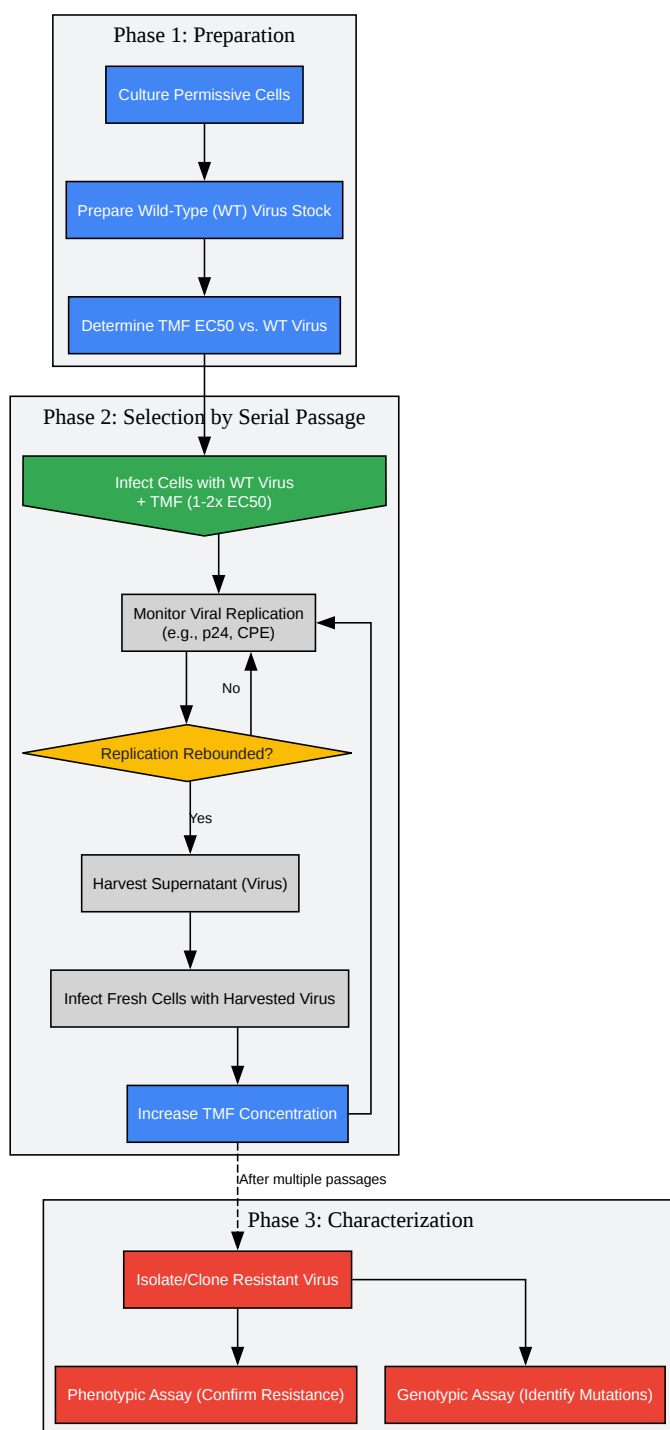 Phase 1: Preparation
Culture Permissive Cells
Prepare Wild-Type (WT) Virus Stock
Determine TMF EC50 vs. WT Virus
Phase 2: Selection by Serial Passage
Infect Cells with WT Virus
+ TMF (1-2x EC50)
Monitor Viral Replication
(e.g., p24, CPE)
No
Replication Rebounded?
Yes
Harvest Supernatant (Virus)
Infect Fresh Cells with Harvested Virus
Increase TMF Concentration
After multiple passages
Phase 3: Characterization
Isolate/Clone Resistant Virus
Phenotypic Assay (Confirm Resistance)
Genotypic Assay (Identify Mutations)